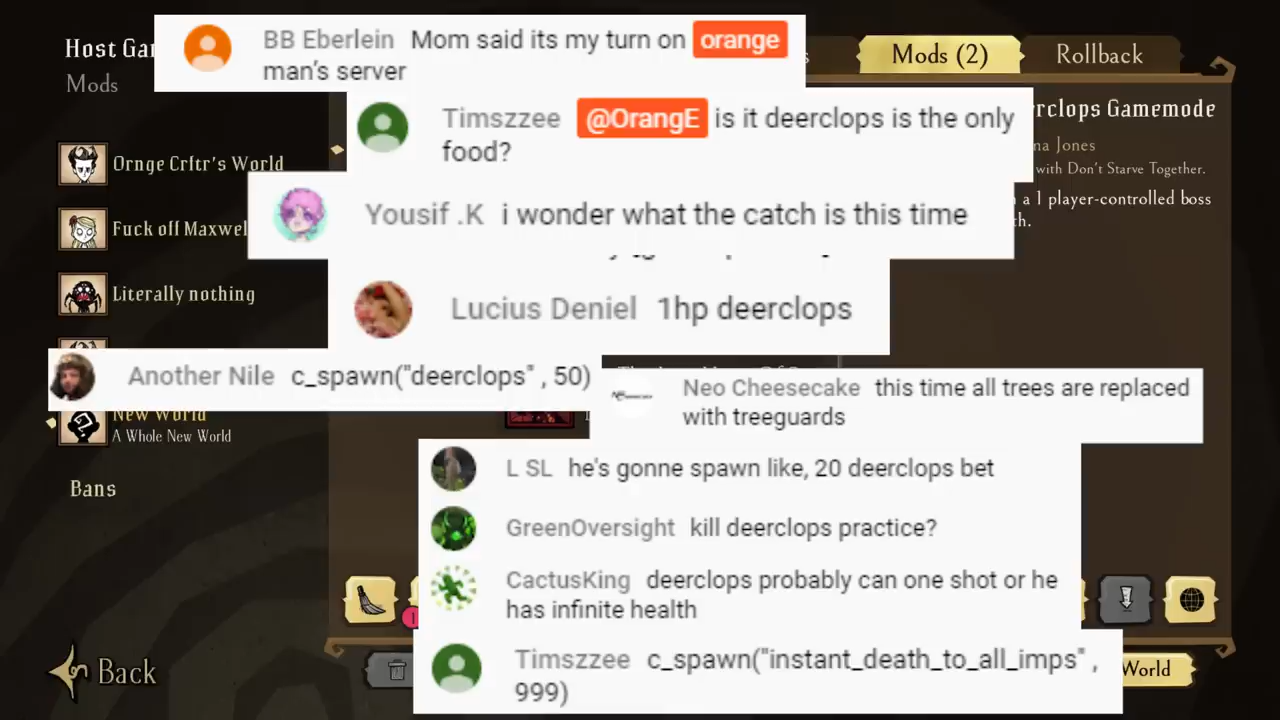 Host Gam
Mods
Mods (2)
Rollback
BB Eberlein Mom said its my turn on orange
man's server
Timszzee @OrangE is it deerclops is the only
food?
rclops Gamemode
na Jones
with Don't Starve Together.
a 1 player-controlled boss
ch.
Ornge Crftr's World
Fuck off Maxwel
Literally nothing
Yousif .K i wonder what the catch is this time
Lucius Deniel 1hp deerclops
Another Nile c_spawn("deerclops" , 50)
Neo Cheesecake this time all trees are replaced
with treeguards
New World
A Whole New World
L SL he's gonne spawn like, 20 deerclops bet
Bans
GreenOversight kill deerclops practice?
CactusKing deerclops probably can one shot or he
has infinite health
Timszzee c_spawn("instant_death_to_all_imps" ,
999)
Back
World